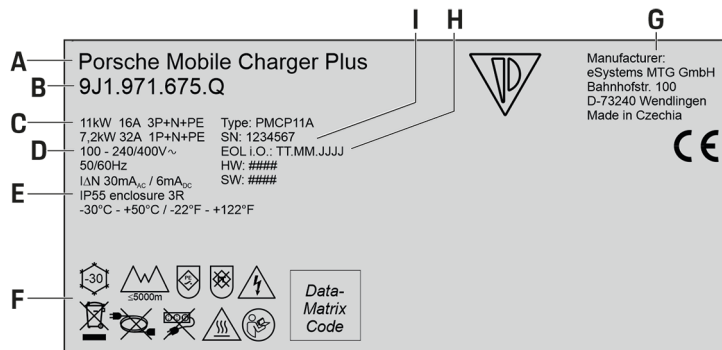 I
H
G
A
Porsche Mobile Charger Plus
B
9J1.971.675.Q
Manufacturer:
eSystems MTG GmbH
Bahnhofstr. 100
D-73240 Wendlingen
Made in Czechia
CE
C
11kW 16A 3P+N+PE
7,2kW 32A 1P+N+PE
D
100 - 240/400V~
50/60Hz
I∆N 30mAAC / 6mADC
E
IP55 enclosure 3R
-30°C - +50°C / -22°F - +122°F
Type: PMCP11A
SN: 1234567
EOL i.O.: TT.MM.JJJJ
HW: ####
SW: ####
F
-30
≤5000m
Data-
Matrix
Code